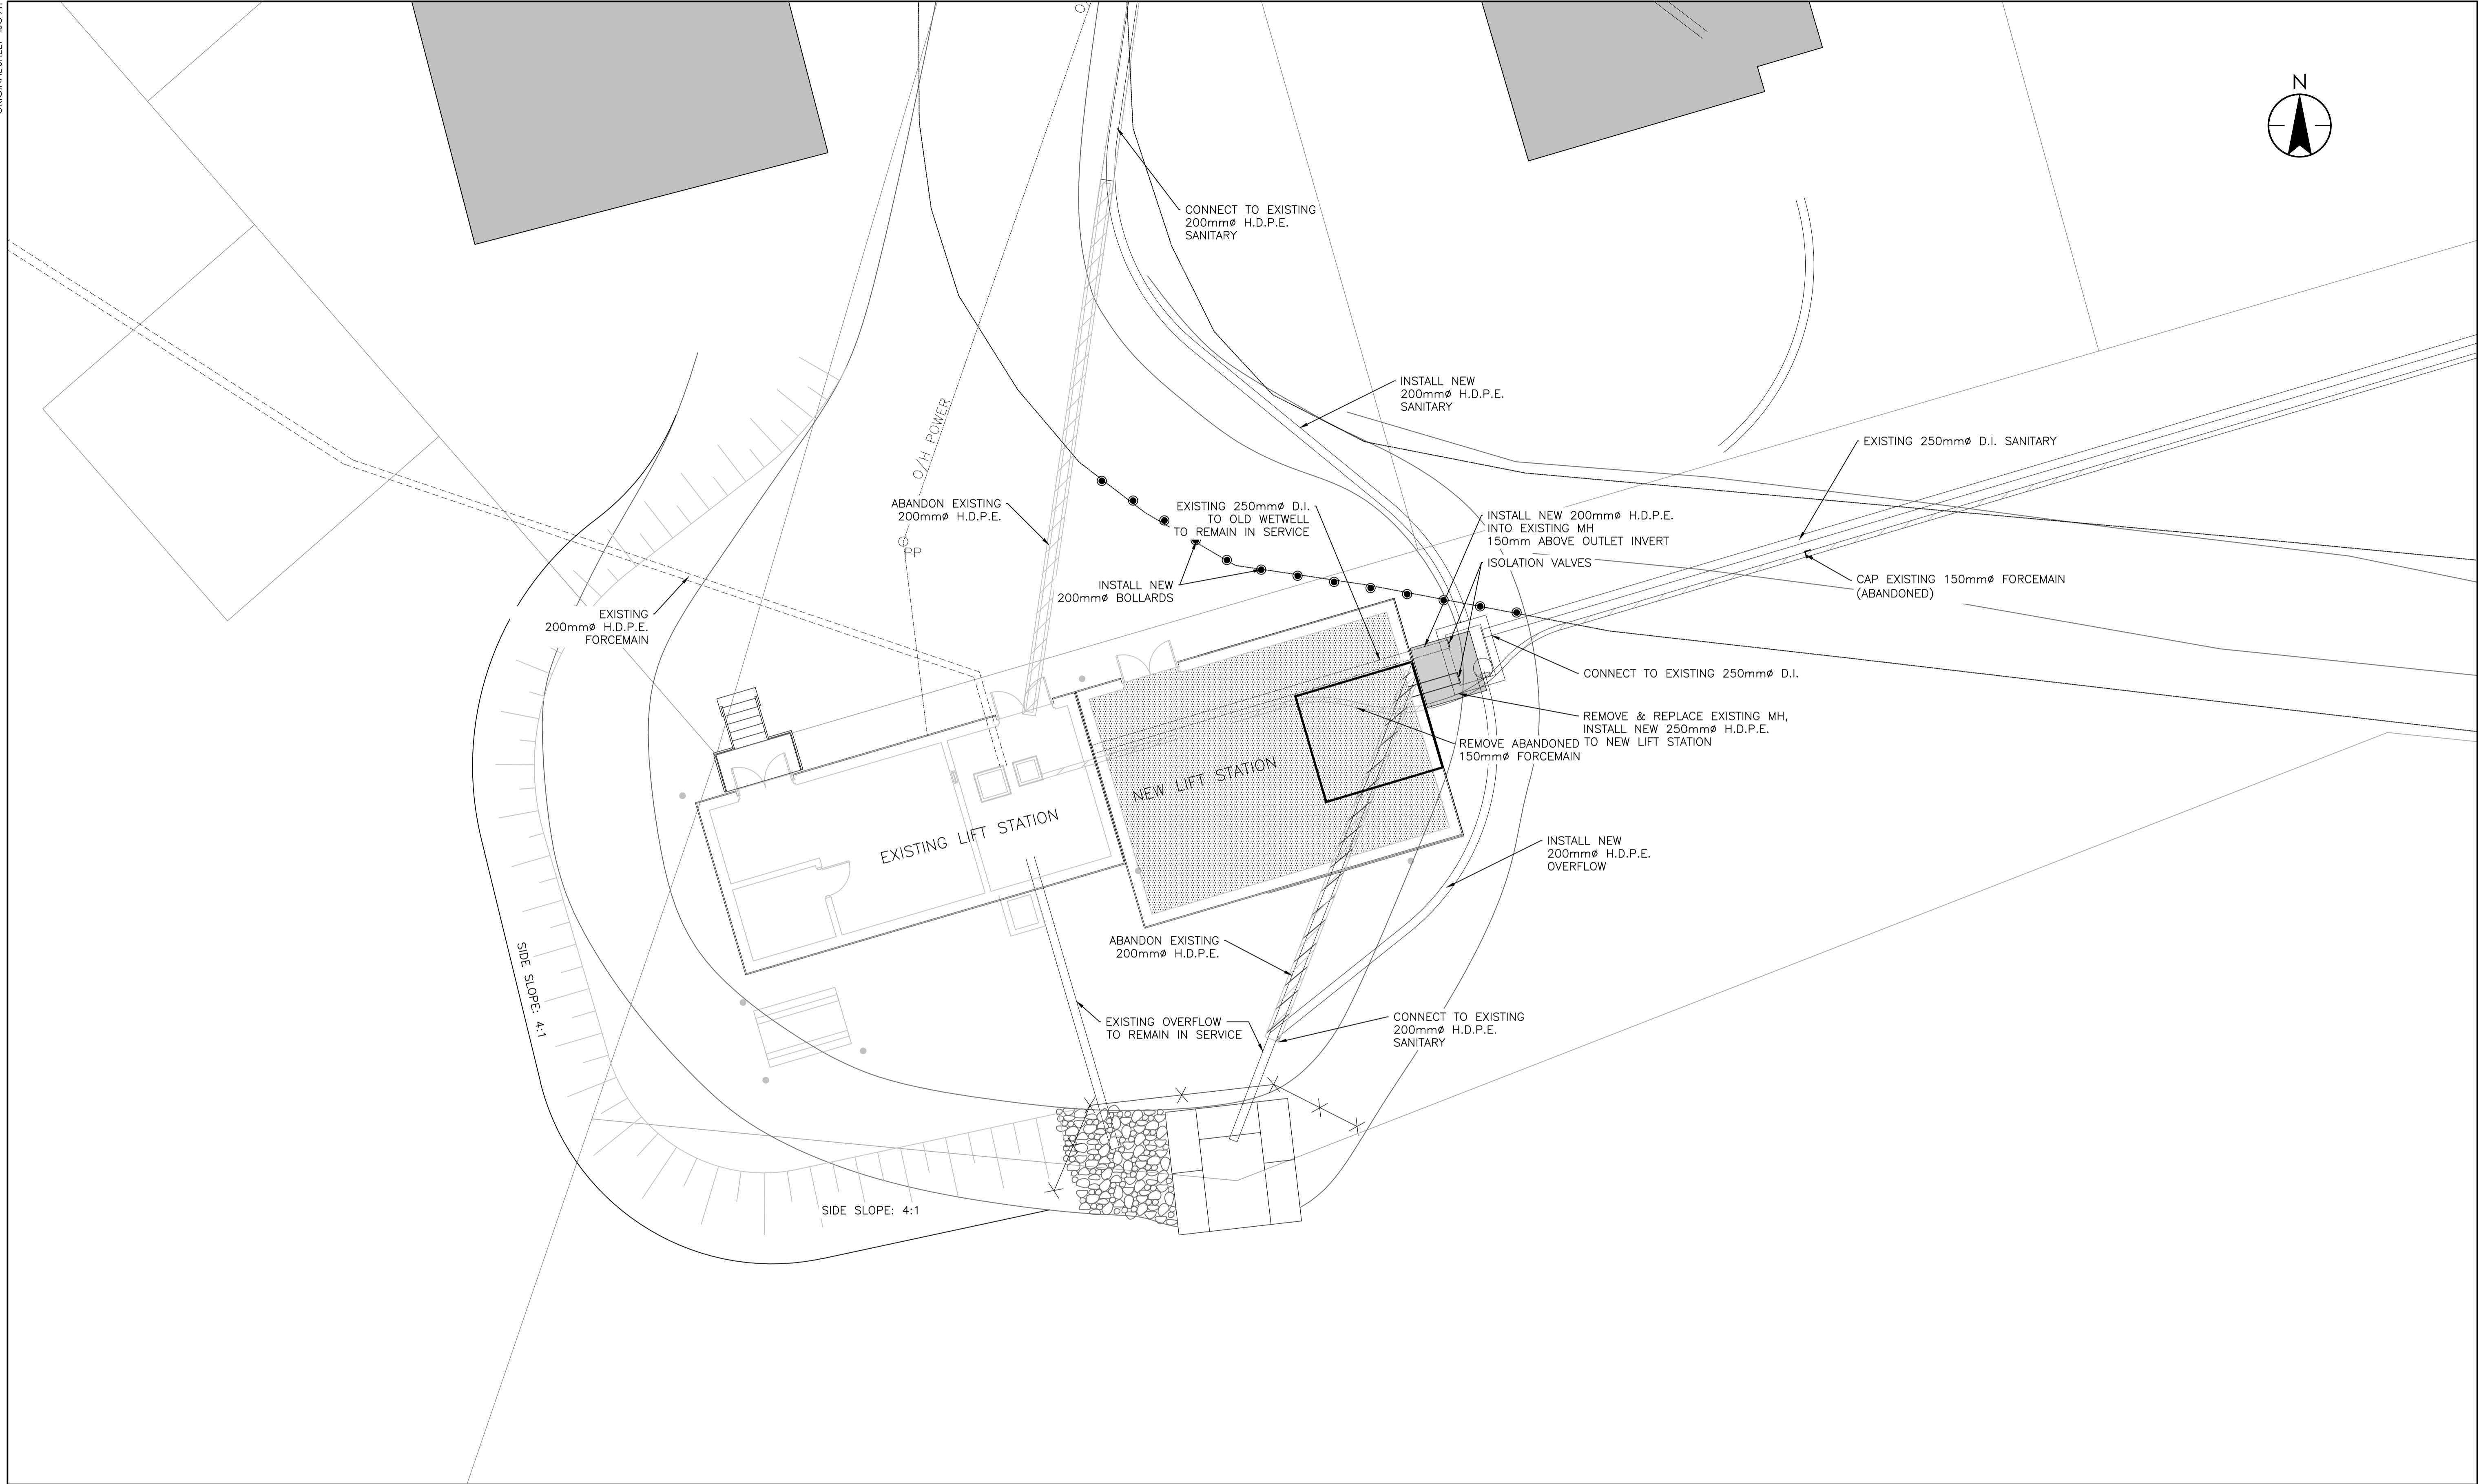 N
CONNECT TO EXISTING
200mmø H.D.P.E.
SANITARY
INSTALL NEW
200mmø H.D.P.E.
SANITARY
EXISTING 250mmø D.I. SANITARY
O/H POWER
ABANDON EXISTING
200mmø H.D.P.E.
EXISTING 250mmø D.I.
TO OLD WETWELL
TO REMAIN IN SERVICE
INSTALL NEW 200mmø H.D.P.E.
INTO EXISTING MH
150mm ABOVE OUTLET INVERT
ISOLATION VALVES
PP
CAP EXISTING 150mmø FORCEMAIN
(ABANDONED)
INSTALL NEW
200mmø BOLLARDS
EXISTING
200mmø H.D.P.E.
FORCEMAIN
CONNECT TO EXISTING 250mmø D.I.
REMOVE & REPLACE EXISTING MH,
INSTALL NEW 250mmø H.D.P.E.
TO NEW LIFT STATION
REMOVE ABANDONED
150mmø FORCEMAIN
NEW LIFT STATION
EXISTING LIFT STATION
INSTALL NEW
200mmø H.D.P.E.
OVERFLOW
ABANDON EXISTING
200mmø H.D.P.E.
SIDE SLOPE: 4:1
EXISTING OVERFLOW
TO REMAIN IN SERVICE
CONNECT TO EXISTING
200mmø H.D.P.E.
SANITARY
SIDE SLOPE: 4:1